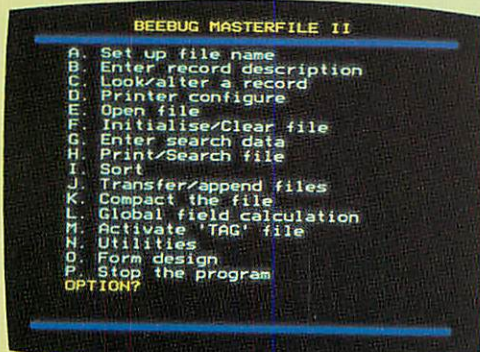 BEEBUG MASTERFILE II
A. Set up file name
B. Enter record description
C. Look/alter a record
D. Printer configure
E. Open file
F. Initialise/Clear file
G. Enter search data
H. Print/Search file
I. Sort
J. Transfer/append files
K. Compact the file
L. Global field calculation
M. Activate 'TAG' file
N. Utilities
O. Form design
P. Stop the program
OPTION?